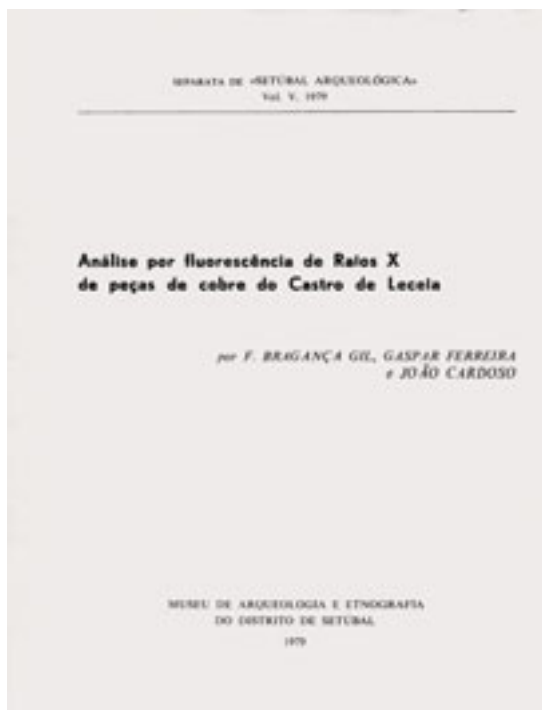 SEPARATA DE «SETÚBAL ARQUEOLÓGICA»
Vol. V, 1979
Análise por fluorescência de Raios X
de peças de cobre do Castro de Leceia
por F. BRAGANÇA GIL, GASPAR FERREIRA
e JOÃO CARDOSO
MUSEU DE ARQUEOLOGIA E ETNOGRAFIA
DO DISTRITO DE SETÚBAL
1979